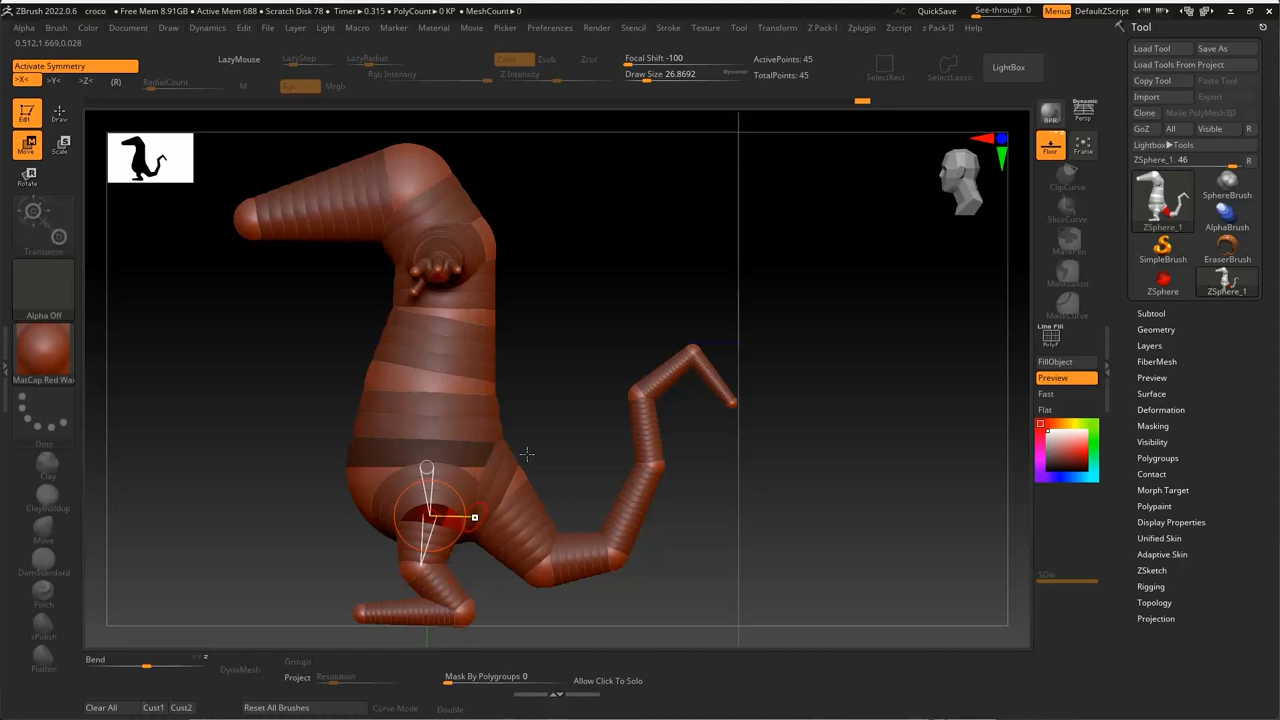 ZBrush 2022.0.6 croco • Free Mem 8.91GB • Active Mem 688 • Scratch Disk 78 • Timer▶0.315 • PolyCount▶0 KP • MeshCount▶0 AC QuickSave See-through 0 Menus DefaultZScript
Alpha Brush Color Document Draw Dynamics Edit File Layer Light Macro Marker Material Movie Picker Preferences Render Stencil Stroke Texture Tool Transform Z Pack-I Zplugin Zscript z Pack-II Help
0.512,1.669,0.028
Activate Symmetry
>X< >Y< >Z< (R) RadialCount
LazyMouse LazyStep LazyRadius
Rgb Intensity
M Rgb Mrgb
Zadd Zsub Zcut
Z Intensity
Focal Shift -100
Draw Size 26.8692 Dynamic
ActivePoints: 45
TotalPoints: 45
SelectRect SelectLasso LightBox
Edit Draw
Move Scale
Rotate
Transpose
Alpha Off
MatCap Red Wax
Dots
Clay
ClayBuildup
Move
DamStandard
Pinch
sPolish
Flatten
BPR Dynamic
Persp
Floor Frame
ClipCurve
SliceCurve
MaskPen
MaskLasso
MaskCurve
Line Fill
PolyF
FillObject
Preview
Fast
Flat
SDiv
Tool
Load Tool Save As
Load Tools From Project
Copy Tool Paste Tool
Import Export
Clone Make PolyMesh3D
GoZ All Visible R
Lightbox▶Tools
ZSphere_1. 46 R
ZSphere_1 SphereBrush
AlphaBrush
SimpleBrush EraserBrush
ZSphere ZSphere_1
Subtool
Geometry
Layers
FiberMesh
Preview
Surface
Deformation
Masking
Visibility
Polygroups
Contact
Morph Target
Polypaint
Display Properties
Unified Skin
Adaptive Skin
ZSketch
Rigging
Topology
Projection
Bend
DynaMesh
Groups
Project Resolution
Mask By Polygroups 0
Allow Click To Solo
Clear All Cust1 Cust2 Reset All Brushes Curve Mode Double